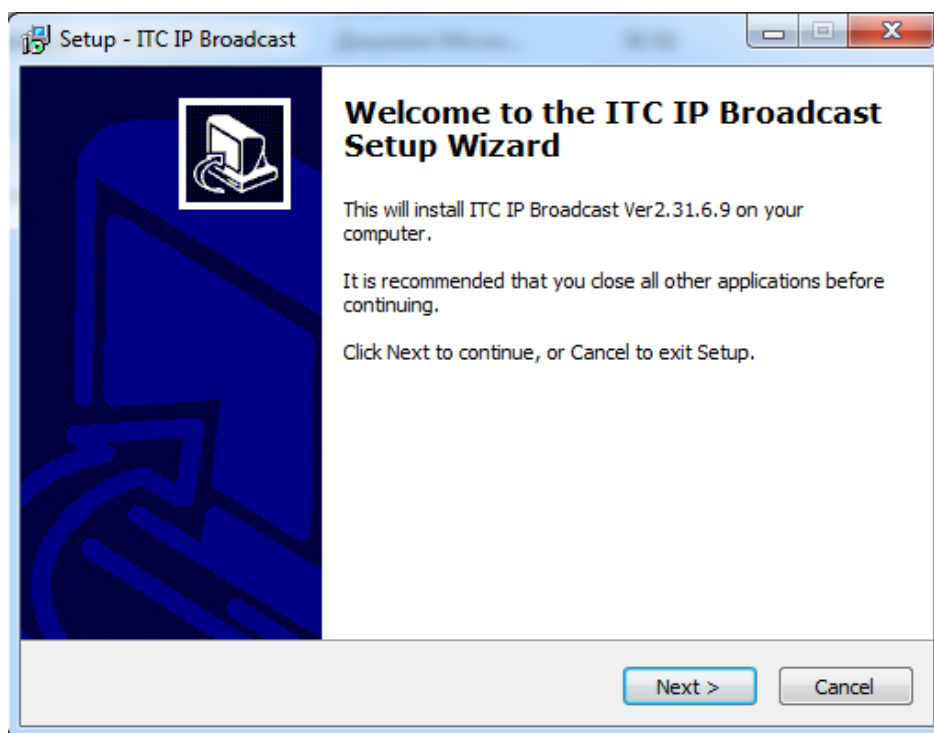 Setup - ITC IP Broadcast
Welcome to the ITC IP Broadcast
Setup Wizard
This will install ITC IP Broadcast Ver2.31.6.9 on your
computer.
It is recommended that you close all other applications before
continuing.
Click Next to continue, or Cancel to exit Setup.
Next >
Cancel